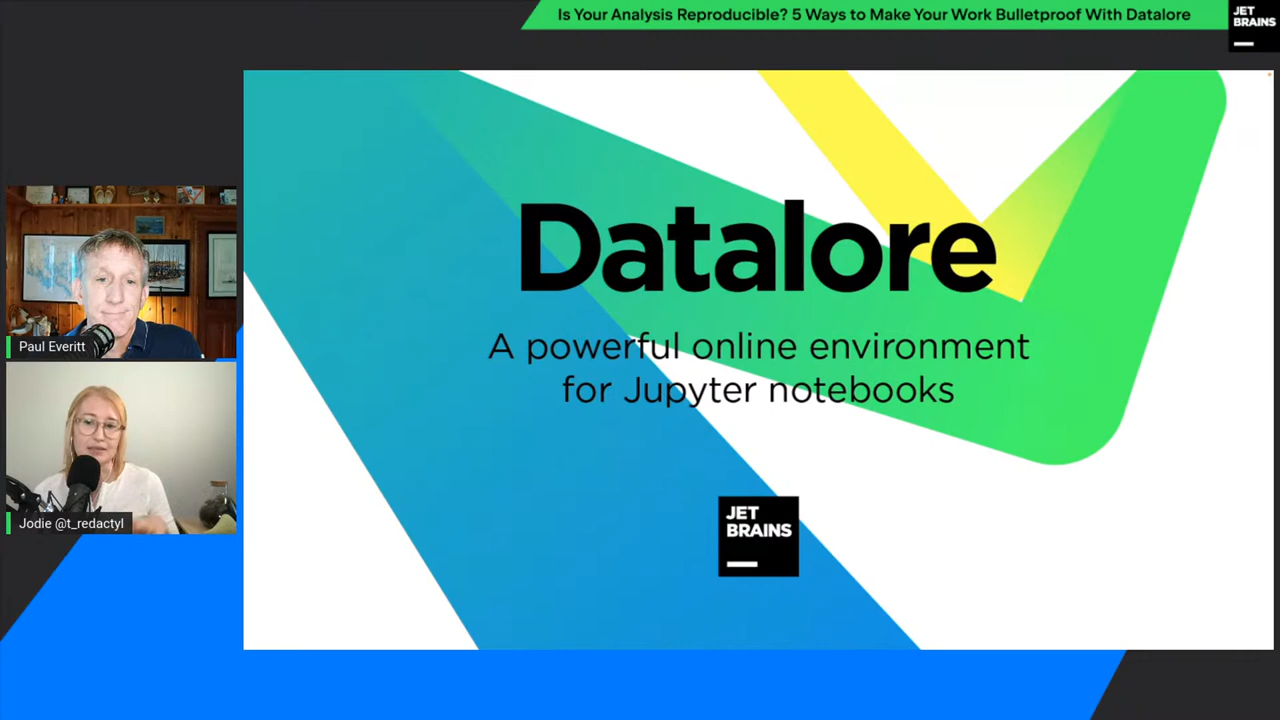 Is Your Analysis Reproducible? 5 Ways to Make Your Work Bulletproof With Datalore
JET
BRAINS
Datalore
A powerful online environment
for Jupyter notebooks
JET
BRAINS
Paul Everitt
Jodie @t_redactyl